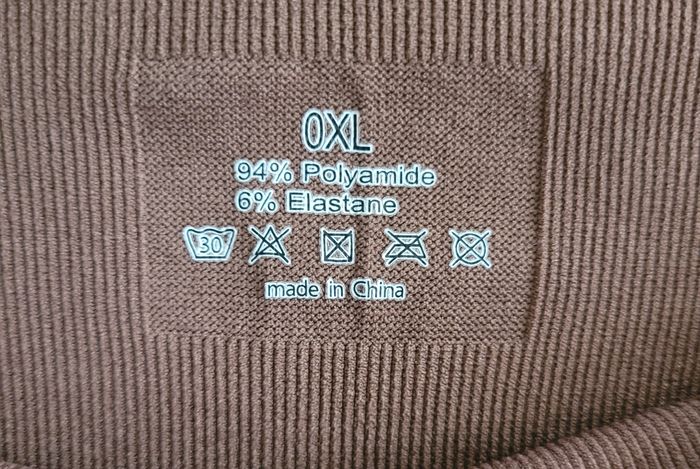 0XL
94% Polyamide
6% Elastane
30
made in China